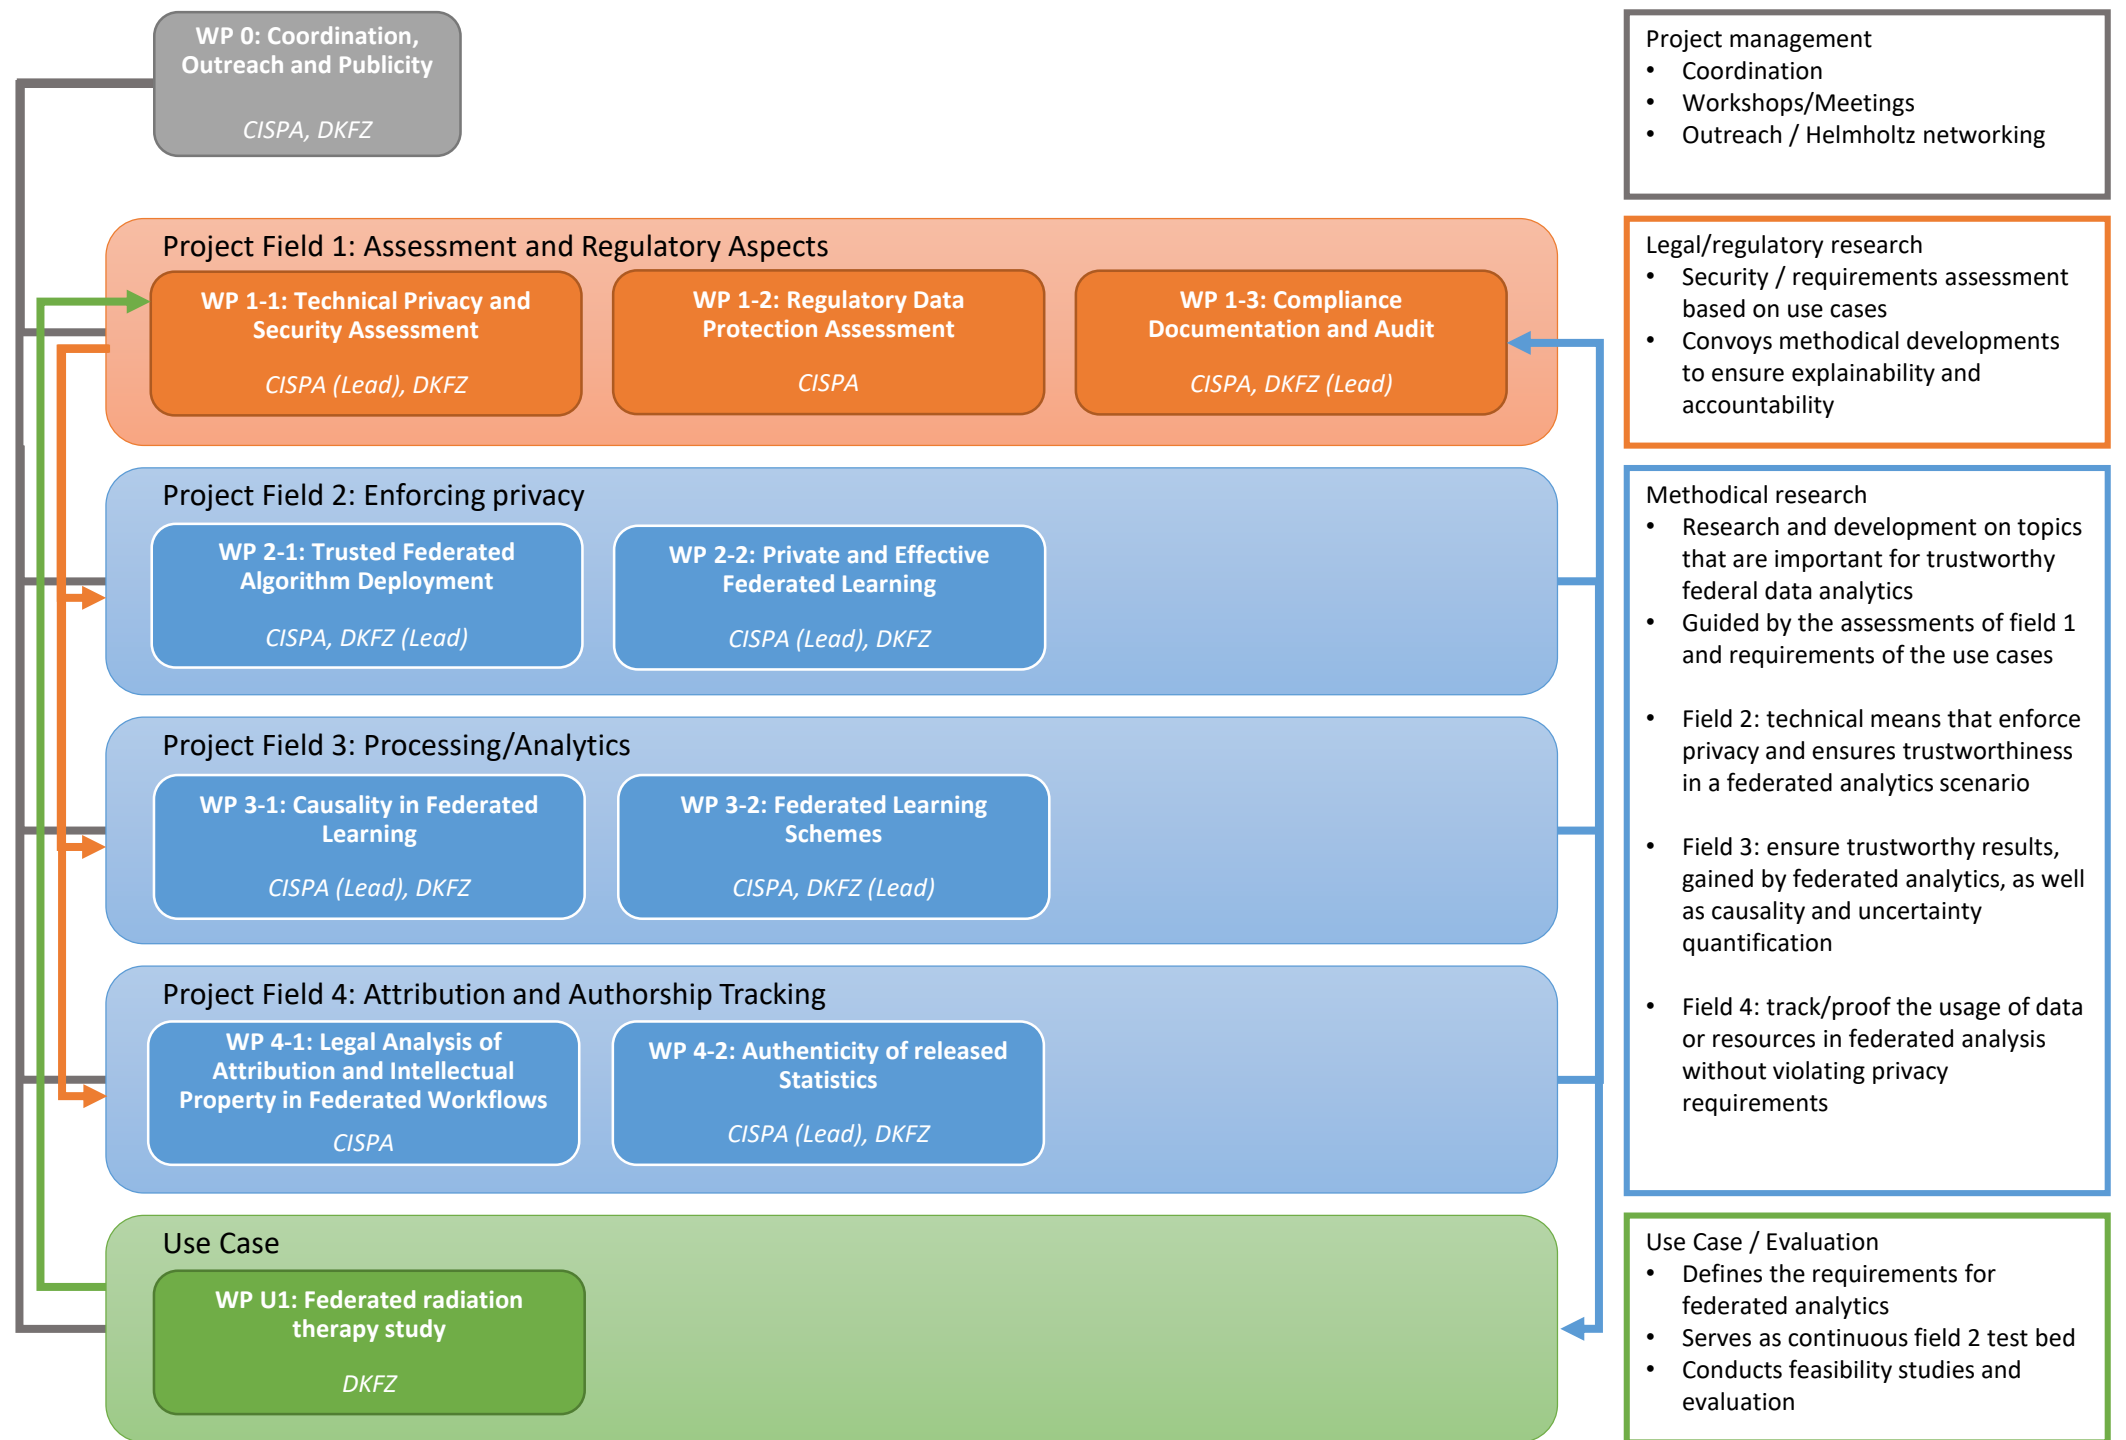 WP 0: Coordination,
Outreach and Publicity
CISPA, DKFZ
Project Field 1: Assessment and Regulatory Aspects
WP 1-1: Technical Privacy and
Security Assessment
CISPA (Lead), DKFZ
WP 1-2: Regulatory Data
Protection Assessment
CISPA
WP 1-3: Compliance
Documentation and Audit
CISPA, DKFZ (Lead)
Project Field 2: Enforcing privacy
WP 2-1: Trusted Federated
Algorithm Deployment
CISPA, DKFZ (Lead)
WP 2-2: Private and Effective
Federated Learning
CISPA (Lead), DKFZ
Project Field 3: Processing/Analytics
WP 3-1: Causality in Federated
Learning
CISPA (Lead), DKFZ
WP 3-2: Federated Learning
Schemes
CISPA, DKFZ (Lead)
Project Field 4: Attribution and Authorship Tracking
WP 4-1: Legal Analysis of
Attribution and Intellectual
Property in Federated Workflows
CISPA
WP 4-2: Authenticity of released
Statistics
CISPA (Lead), DKFZ
Use Case
WP U1: Federated radiation
therapy study
DKFZ
Project management
• Coordination
• Workshops/Meetings
• Outreach / Helmholtz networking
Legal/regulatory research
• Security / requirements assessment
based on use cases
• Convoys methodical developments
to ensure explainability and
accountability
Methodical research
• Research and development on topics
that are important for trustworthy
federal data analytics
• Guided by the assessments of field 1
and requirements of the use cases
• Field 2: technical means that enforce
privacy and ensures trustworthiness
in a federated analytics scenario
• Field 3: ensure trustworthy results,
gained by federated analytics, as well
as causality and uncertainty
quantification
• Field 4: track/proof the usage of data
or resources in federated analysis
without violating privacy
requirements
Use Case / Evaluation
• Defines the requirements for
federated analytics
• Serves as continuous field 2 test bed
• Conducts feasibility studies and
evaluation